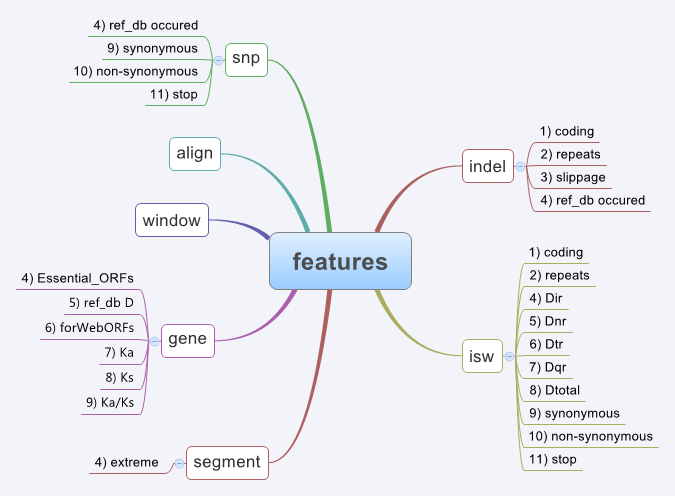 features
snp
4) ref_db occured
9) synonymous
10) non-synonymous
11) stop
align
window
gene
4) Essential_ORFs
5) ref_db D
6) forWebORFs
7) Ka
8) Ks
9) Ka/Ks
segment
4) extreme
indel
1) coding
2) repeats
3) slippage
4) ref_db occured
isw
1) coding
2) repeats
4) Dir
5) Dnr
6) Dtr
7) Dqr
8) Dtotal
9) synonymous
10) non-synonymous
11) stop